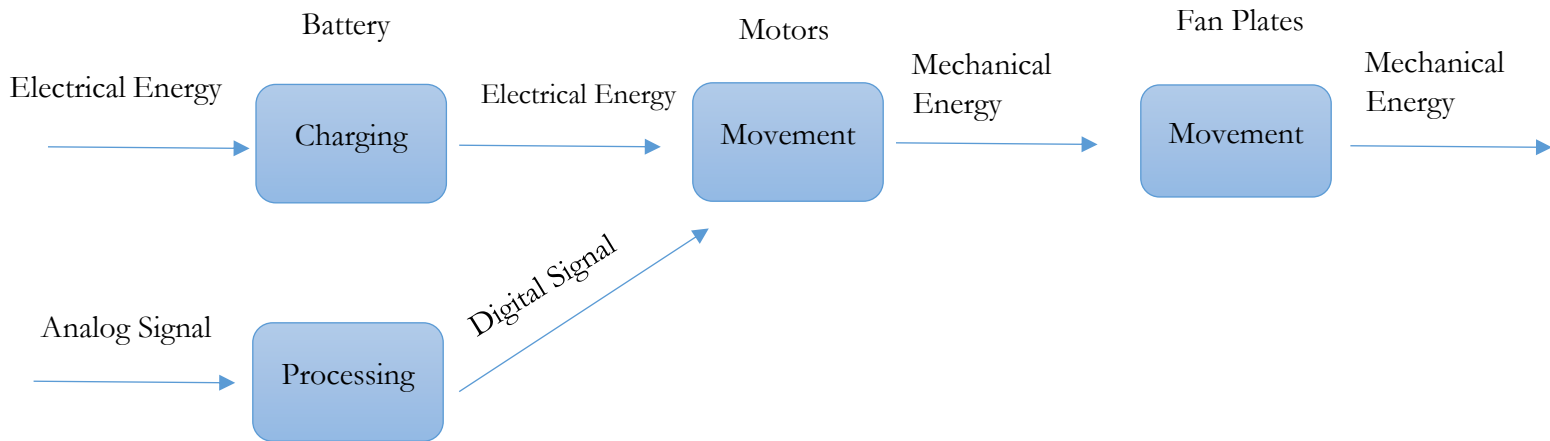 Battery
Motors
Fan Plates
Electrical Energy
Electrical Energy
Mechanical
Energy
Mechanical
Energy
Charging
Movement
Movement
Digital Signal
Analog Signal
Processing